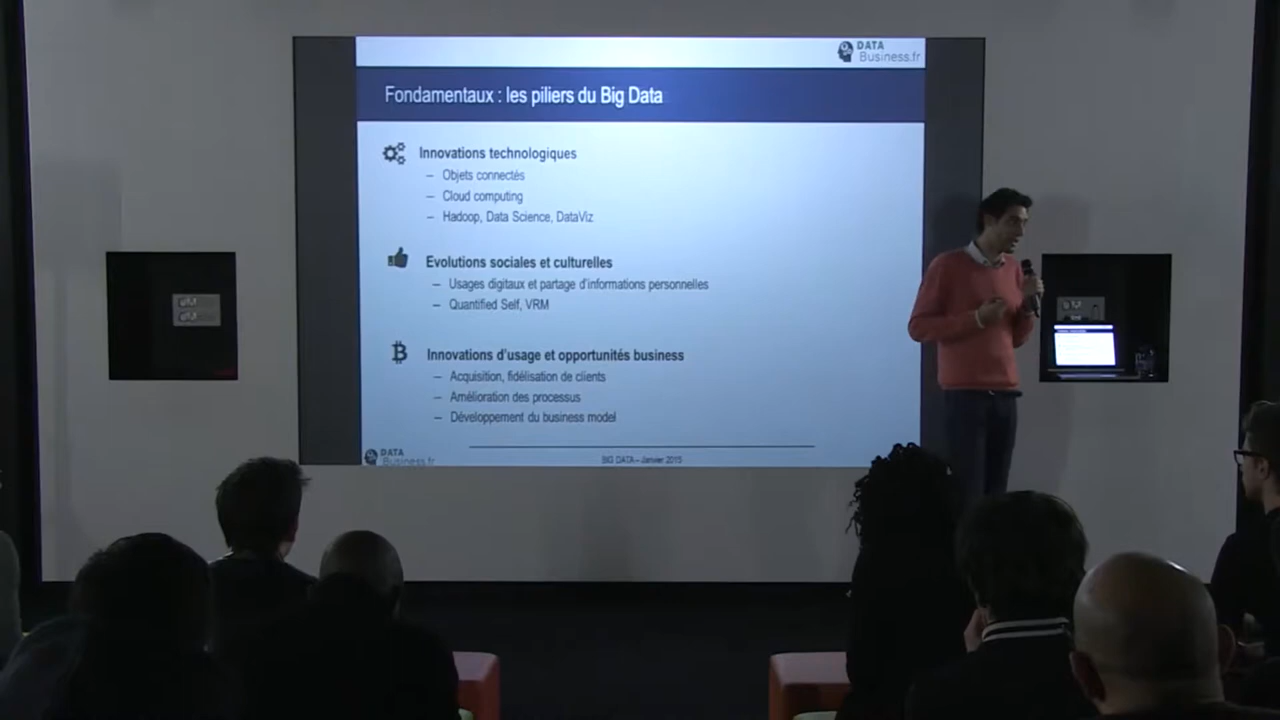 DATA
Business.fr
Fondamentaux : les piliers du Big Data
Innovations technologiques
– Objets connectés
– Cloud computing
– Hadoop, Data Science, DataViz
Evolutions sociales et culturelles
– Usages digitaux et partage d'informations personnelles
– Quantified Self, VRM
Innovations d'usage et opportunités business
– Acquisition, fidélisation de clients
– Amélioration des processus
– Développement du business model
DATA
Business.fr
BIG DATA – Janvier 2015